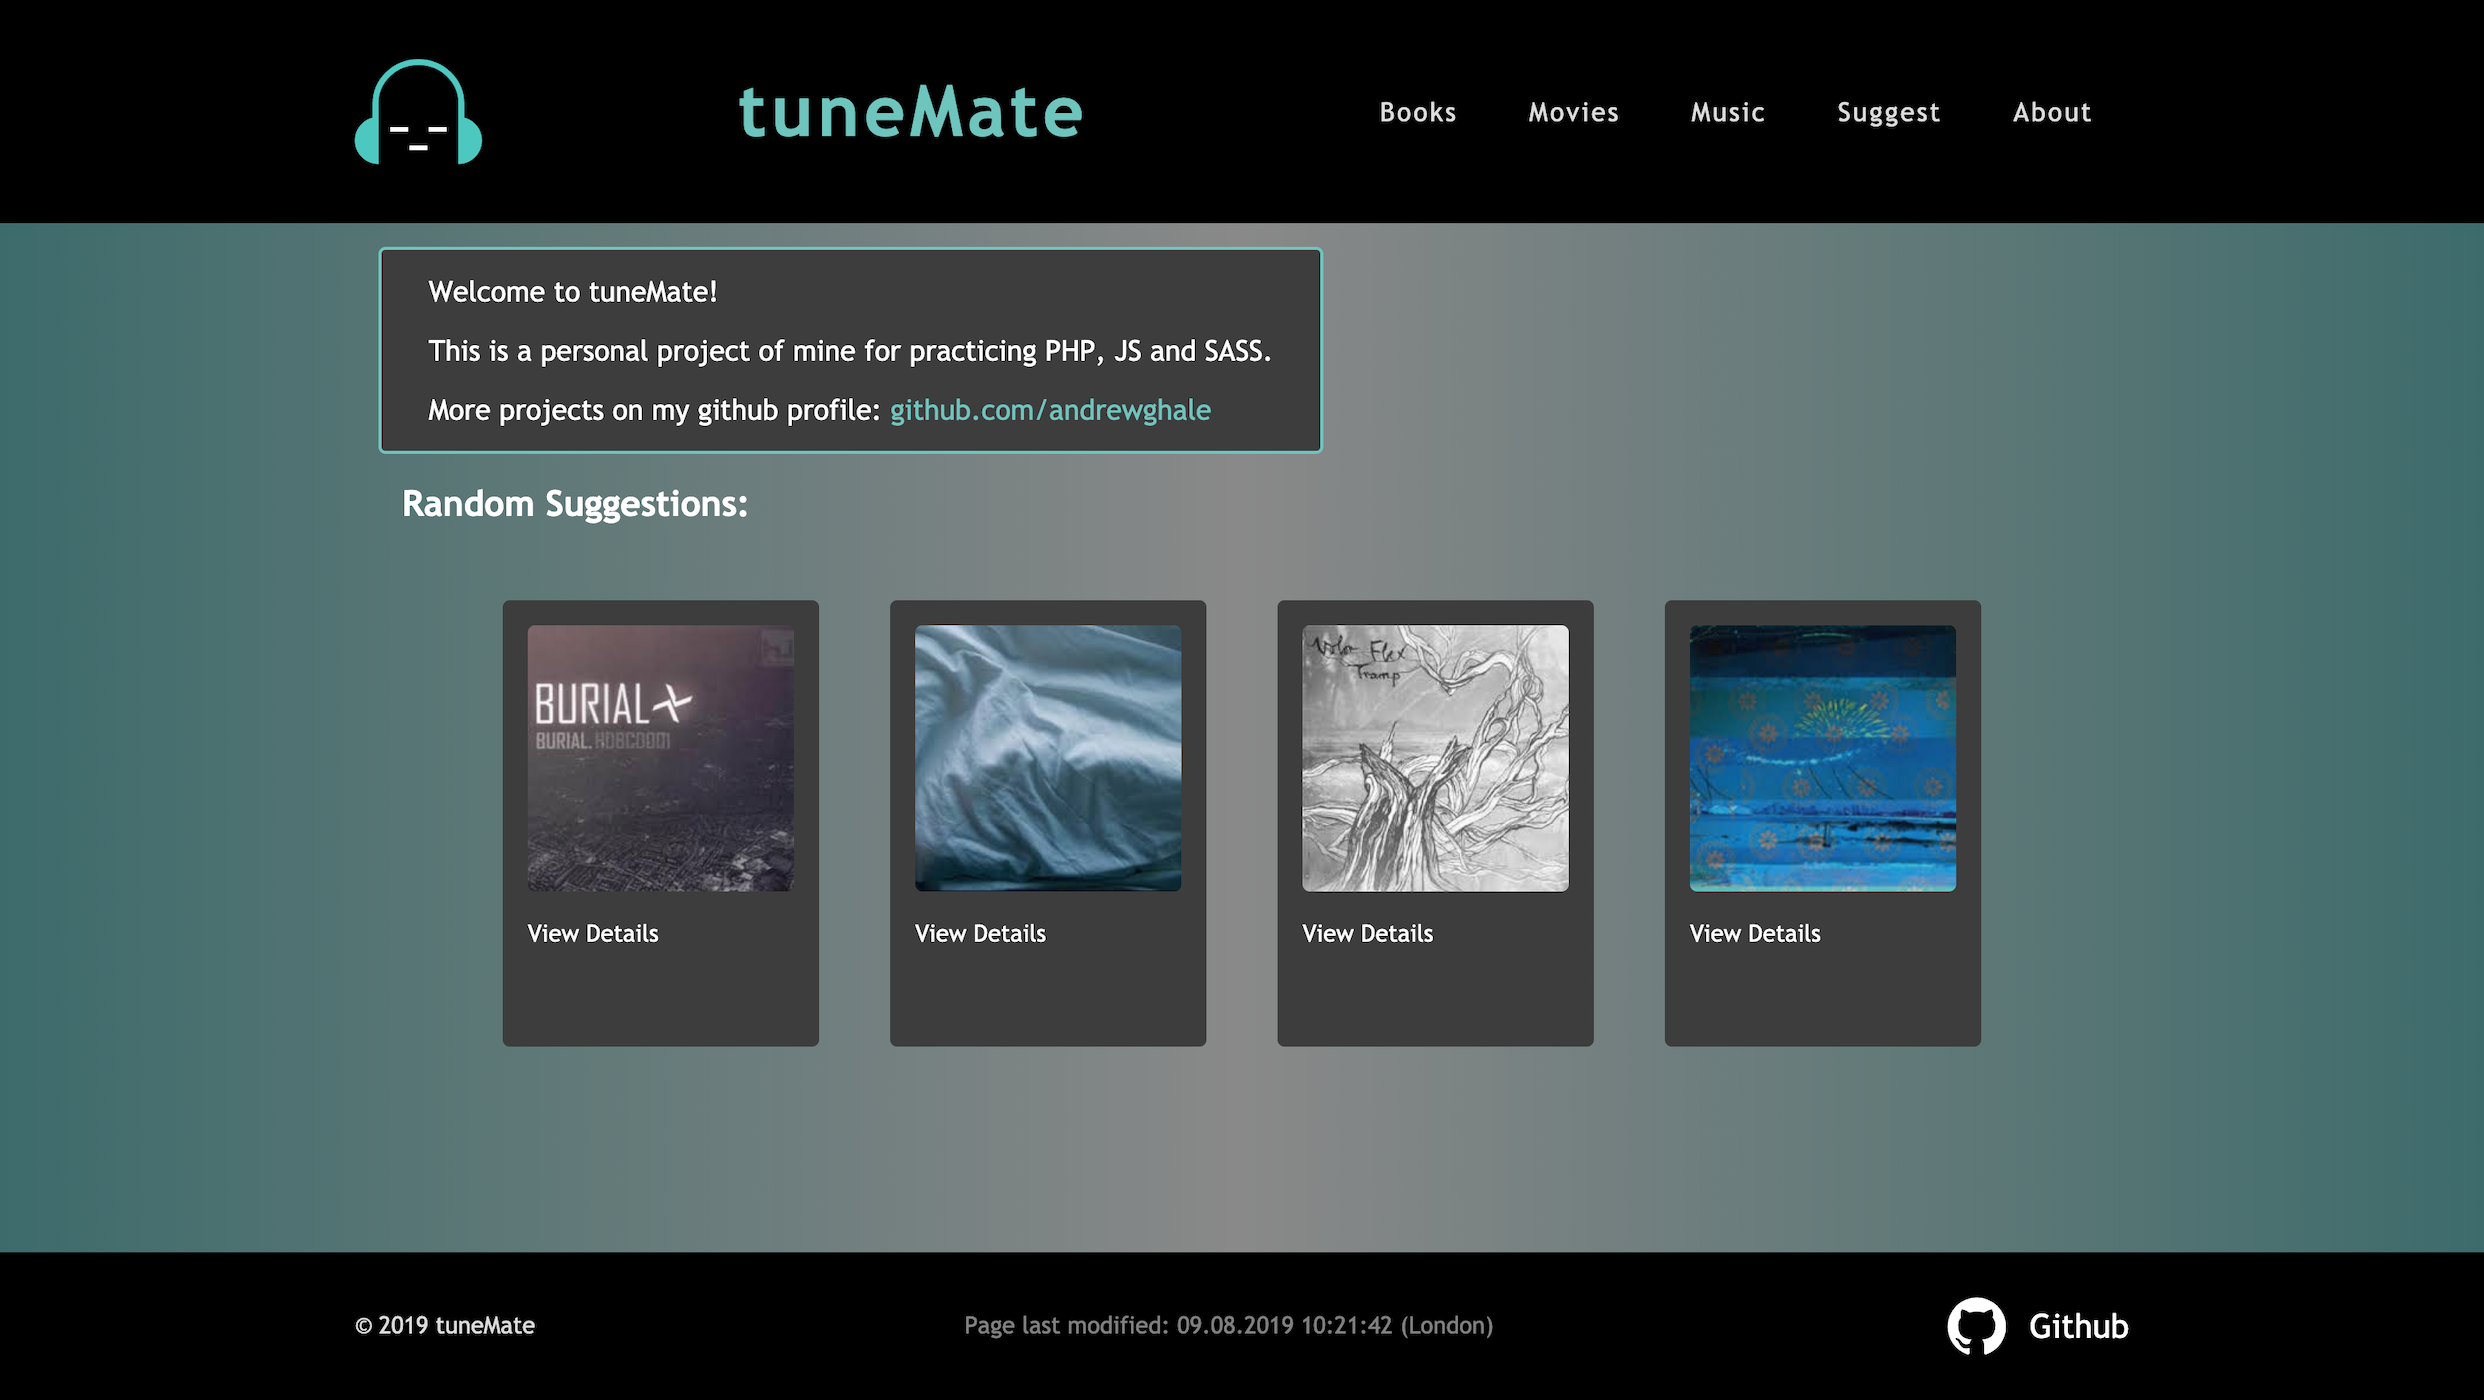 tuneMate
Books Movies Music Suggest About
Welcome to tuneMate!
This is a personal project of mine for practicing PHP, JS and SASS.
More projects on my github profile: github.com/andrewghale
Random Suggestions:
BURIAL
BURIAL. HDBCD001
Volor Flex
Tramp
View Details View Details View Details View Details
© 2019 tuneMate
Page last modified: 09.08.2019 10:21:42 (London)
Github